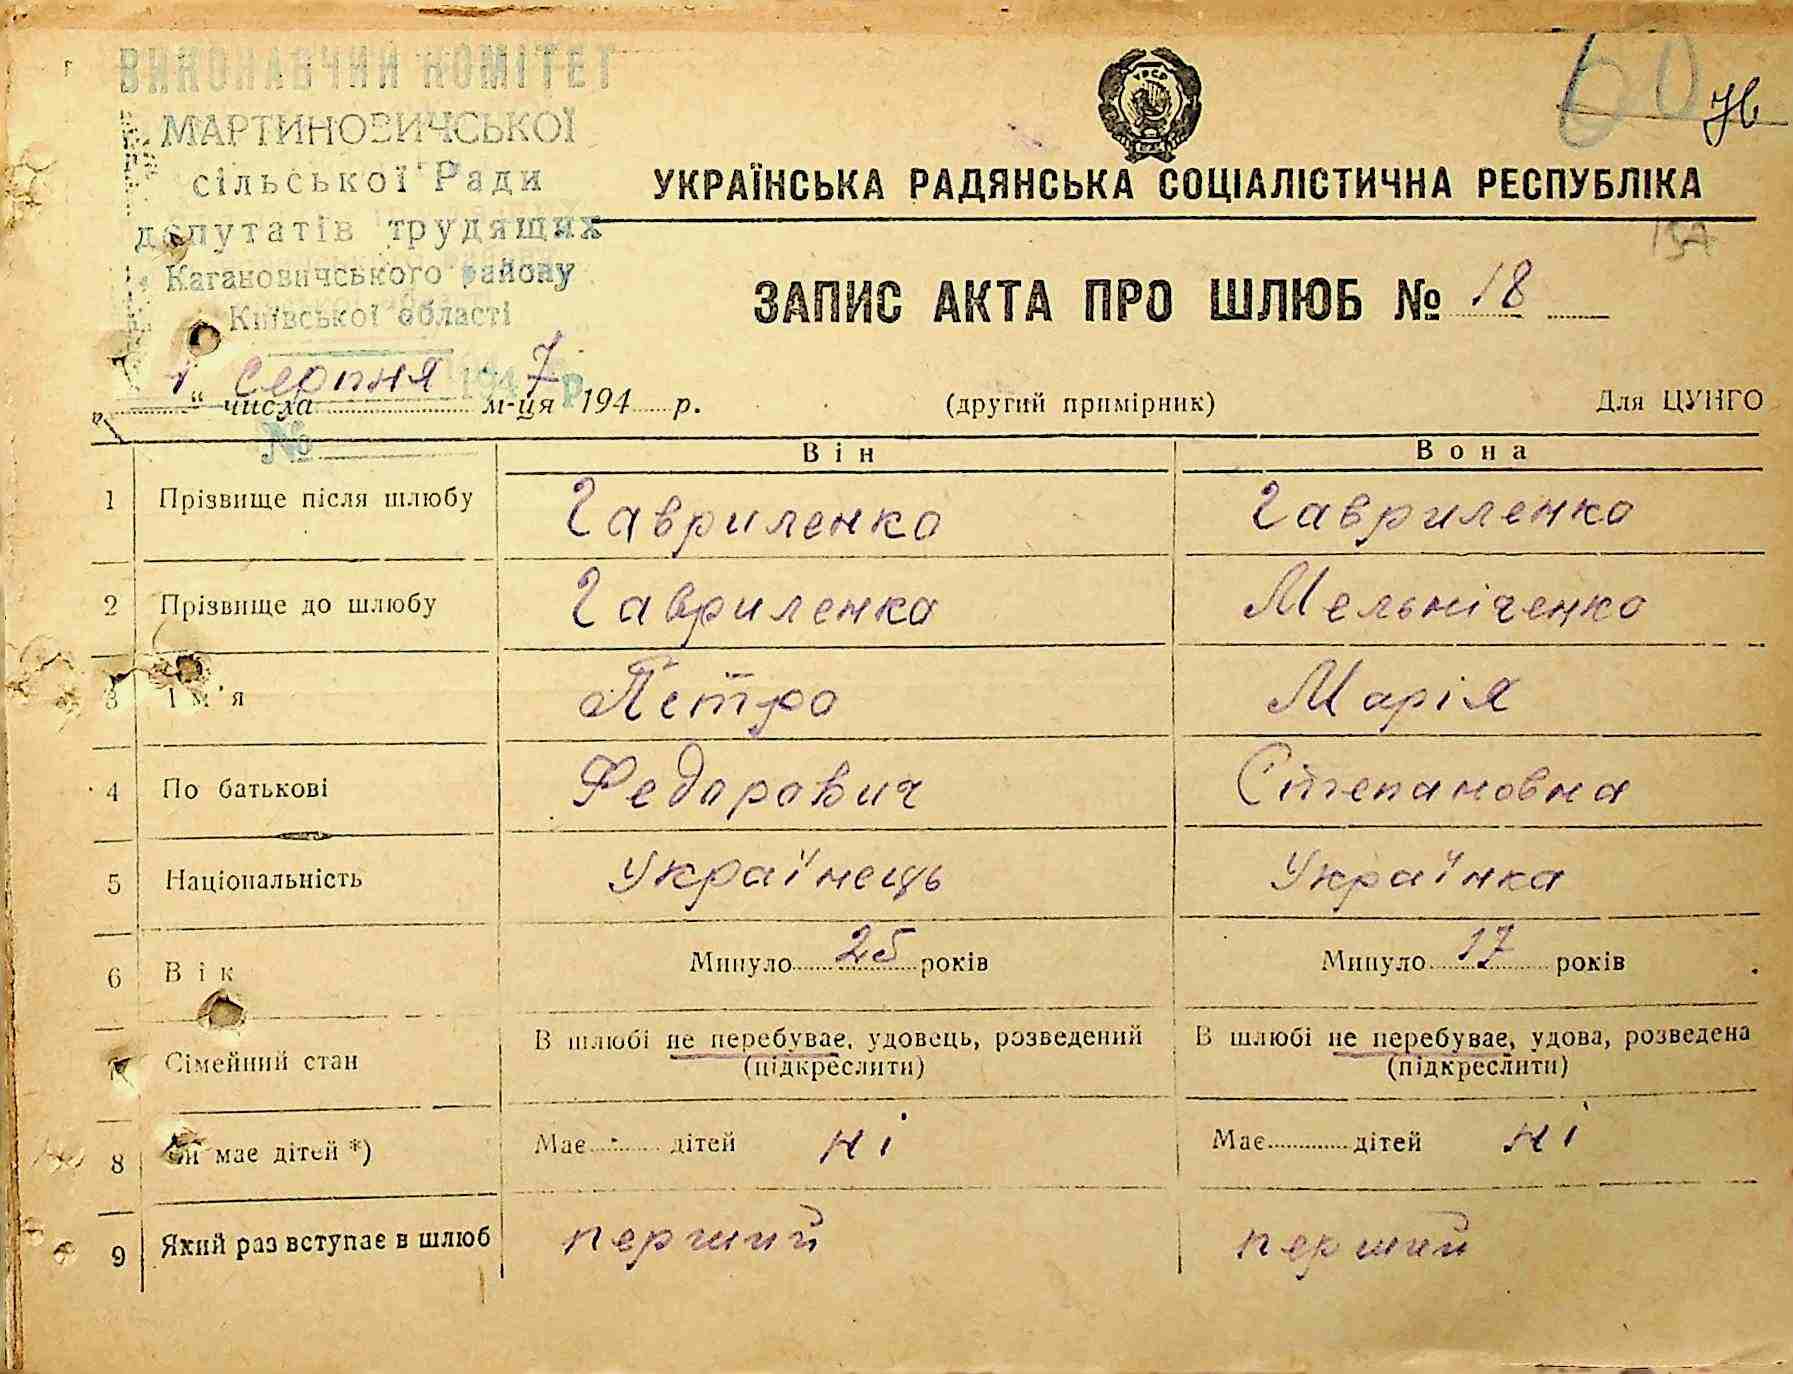 ВИКОНАВЧИЙ КОМІТЕТ
МАРТИНОВИЧСЬКОЇ
сільської Ради
депутатів трудящих
Кагановичського району
Київської області
60
УКРАЇНСЬКА РАДЯНСЬКА СОЦІАЛІСТИЧНА РЕСПУБЛІКА
ЗАПИС АКТА ПРО ШЛЮБ № 18
1 серпня 1947 р.
„ “ числа м-ця 194 р. (другий примірник) Для ЦУНГО
№
Він Вона
1 Прізвище після шлюбу Гавриленко Гавриленко
2 Прізвище до шлюбу Гавриленко Мельніченко
3 Ім'я Петро Марія
4 По батькові Федорович Степановна
5 Національність Українець Українка
6 Вік Минуло 25 років Минуло 17 років
7 Сімейний стан В шлюбі не перебуває, удовець, розведений (підкреслити) В шлюбі не перебуває, удова, розведена (підкреслити)
8 Чи має дітей *) Має дітей ні Має дітей ні
9 Який раз вступає в шлюб перший перший